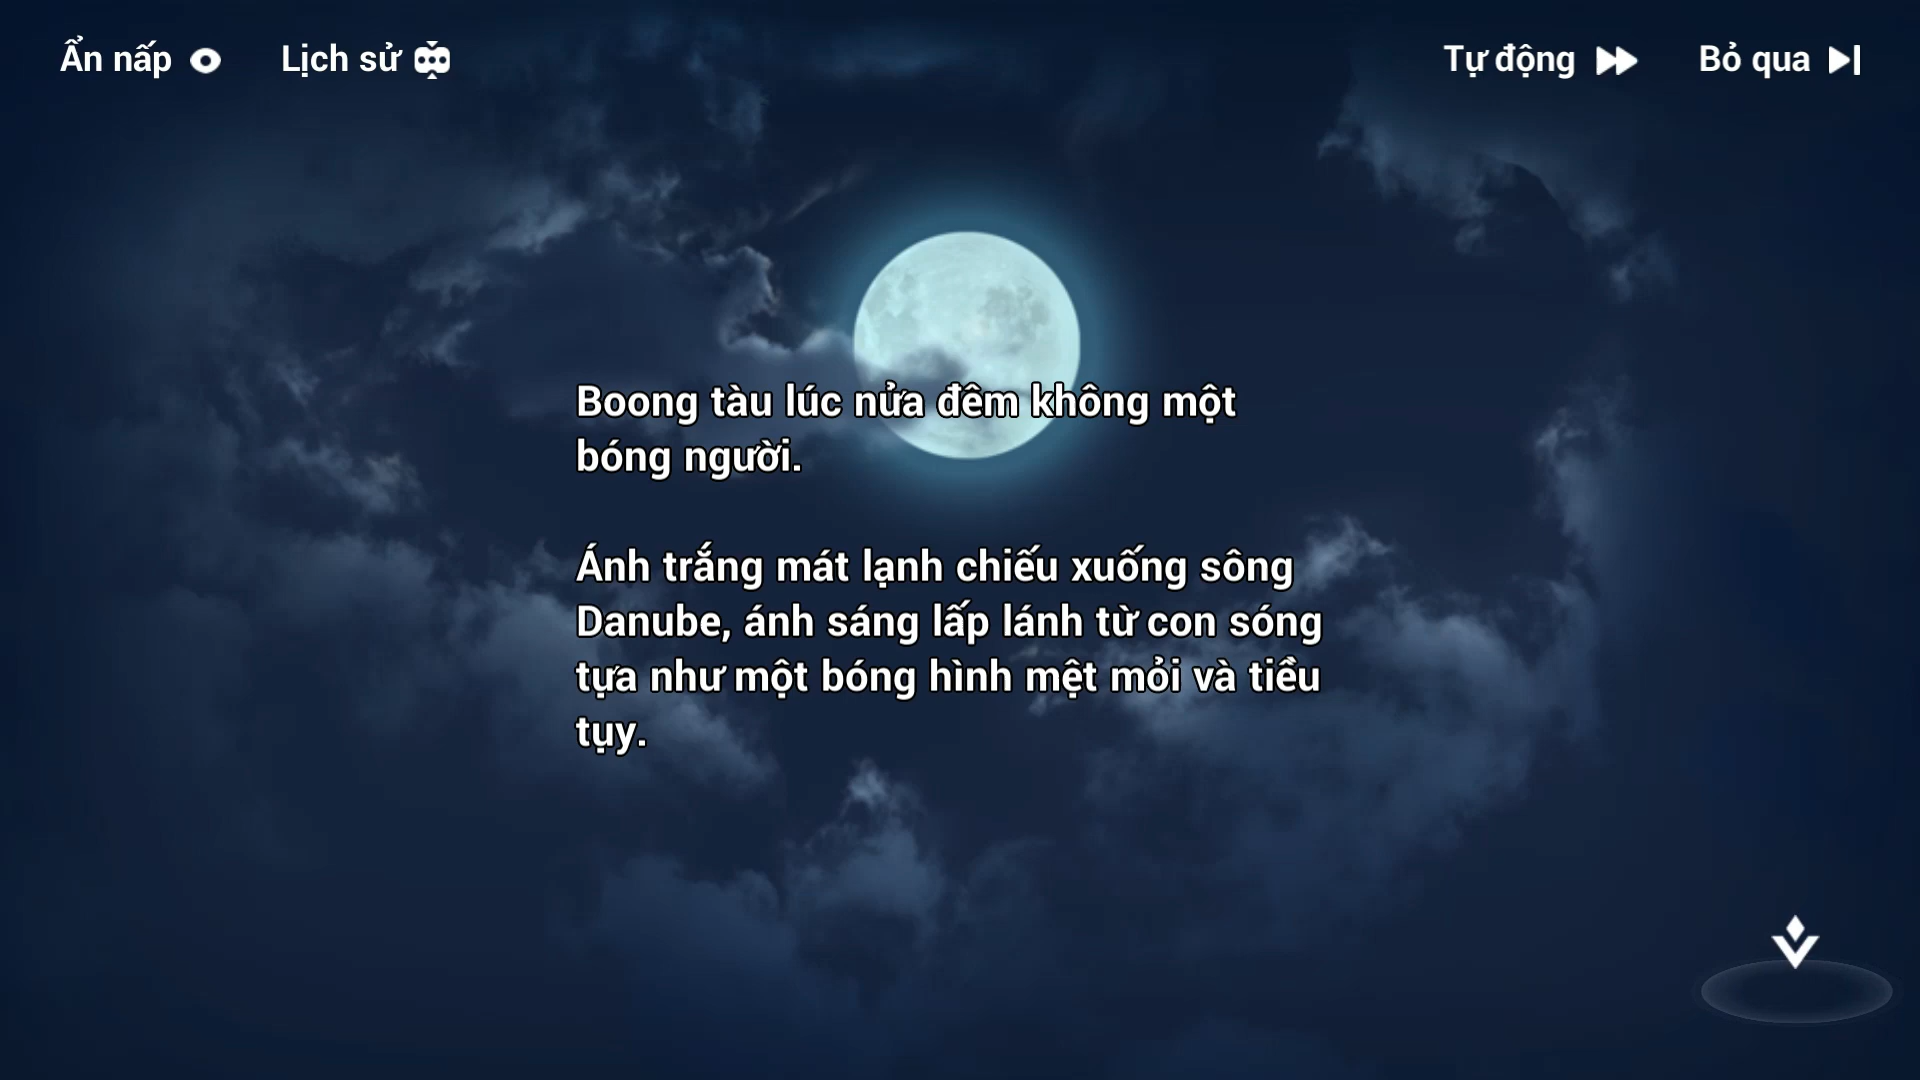 Ẩn nấp
Lịch sử
Tự động
Bỏ qua
Boong tàu lúc nửa đêm không một
bóng người.
Ánh trắng mát lạnh chiếu xuống sông
Danube, ánh sáng lấp lánh từ con sóng
tựa như một bóng hình mệt mỏi và tiều
tụy.